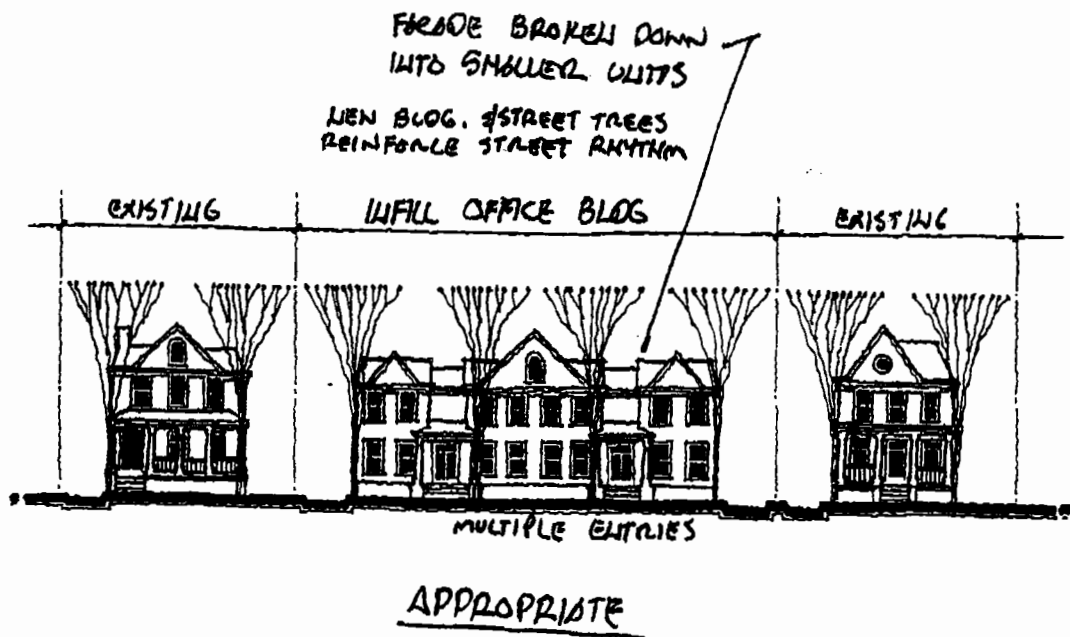 FACADE BROKEN DOWN
INTO SMALLER UNITS
NEW BLDG. & STREET TREES
REINFORCE STREET RHYTHM
EXISTING
INFILL OFFICE BLDG
EXISTING
MULTIPLE ENTRIES
APPROPRIATE